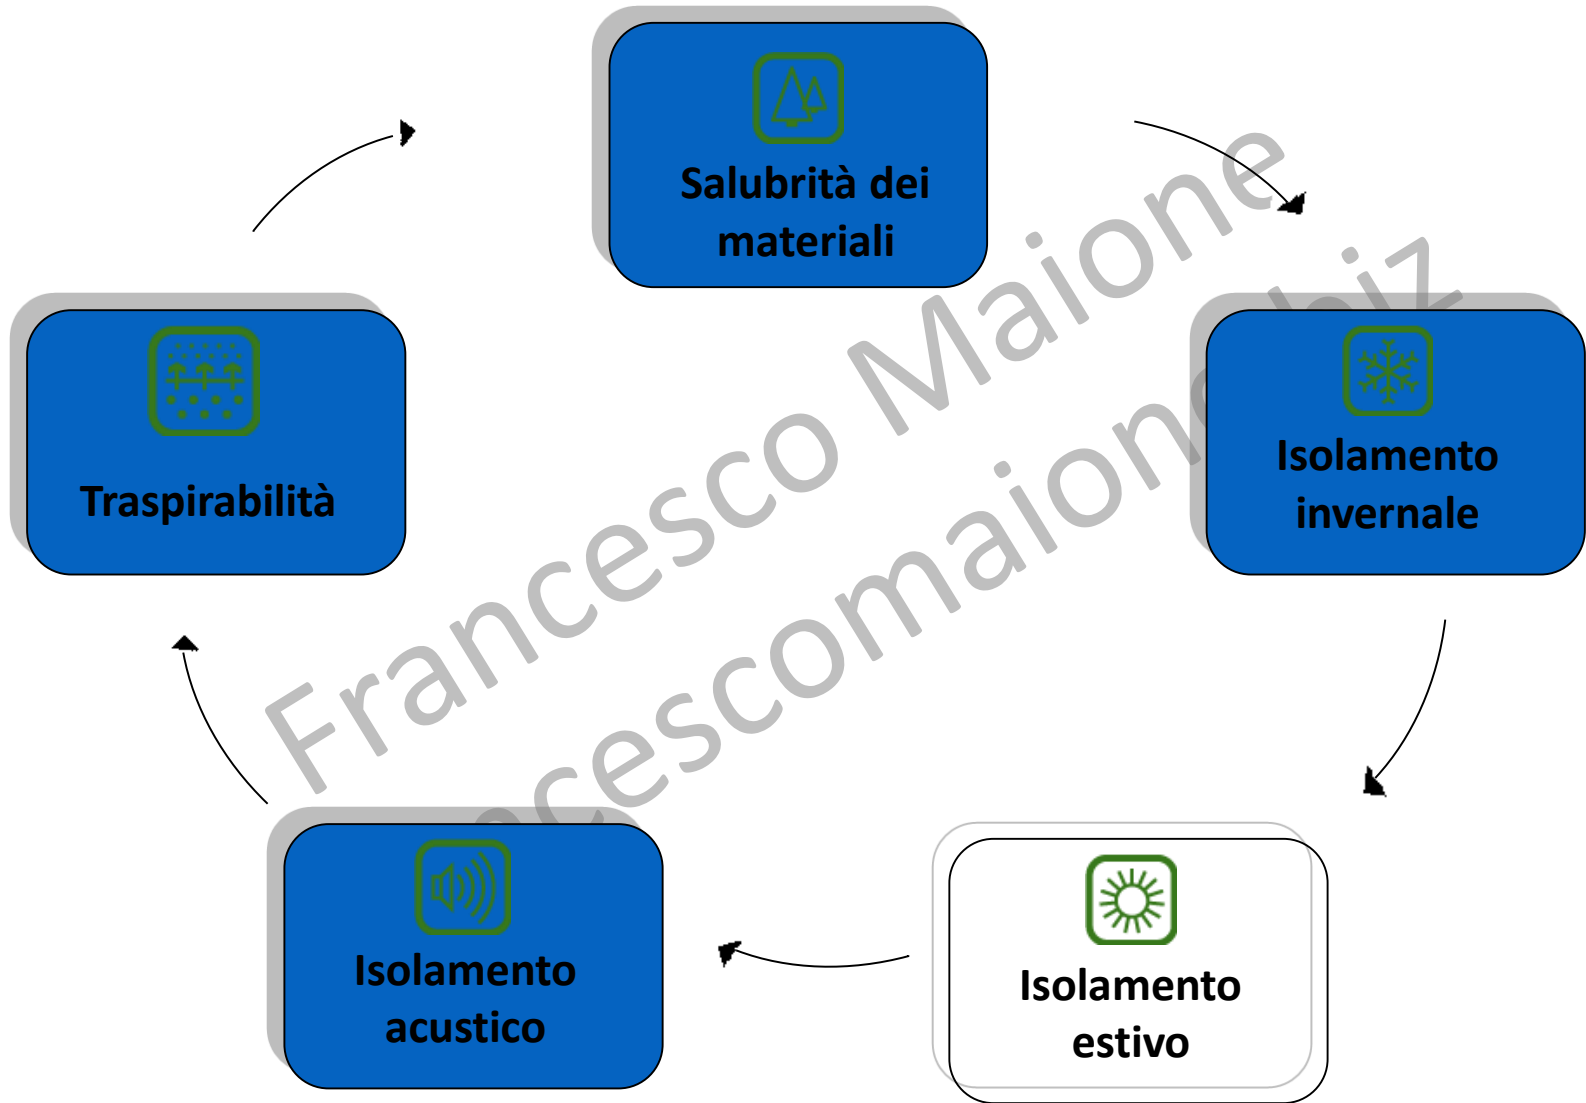 Salubrità dei
materiali
Isolamento
invernale
Isolamento
estivo
Isolamento
acustico
Traspirabilità
Francesco Maione